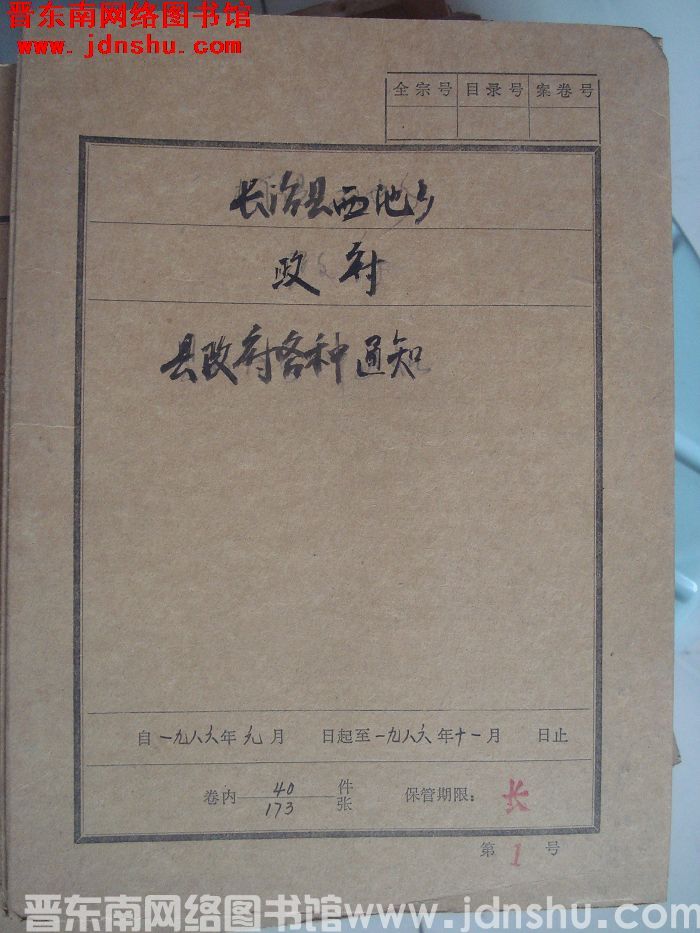 晋东南网络图书馆
www.jdnshu.com
全宗号 目录号 案卷号
长治县西池乡
政府
县政府各种通知
自一九八六年元月 日起至一九八六年十一月 日止
卷内 40 件 保管期限: 长
173 张
第 1 号
晋东南网络图书馆 www.jdnshu.com